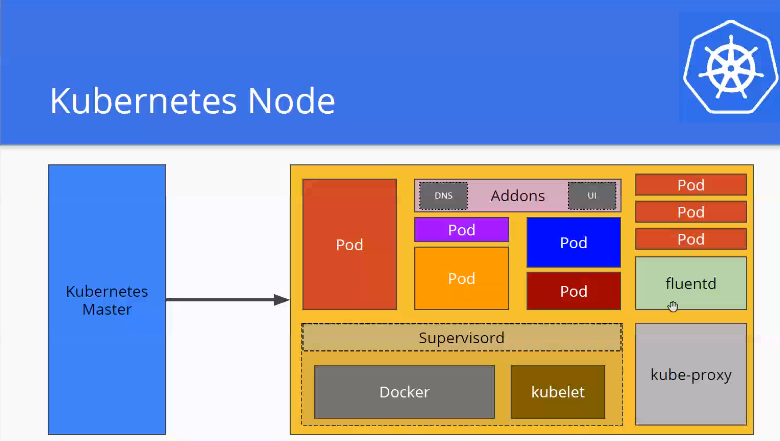 Kubernetes Node
Kubernetes
Master
Pod
DNS
Addons
UI
Pod
Pod
Pod
Pod
Pod
Pod
Pod
fluentd
Supervisord
Docker
kubelet
kube-proxy